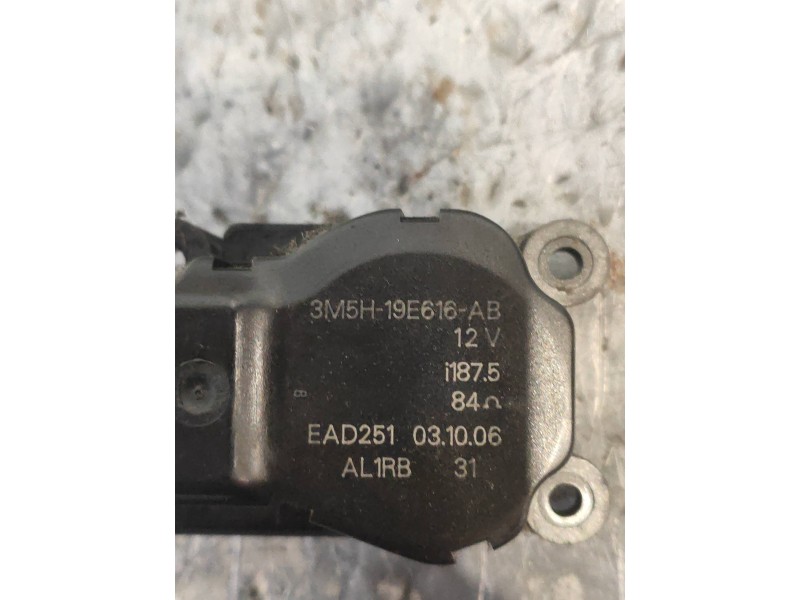 3M5H-19E616-AB
12 V
i187.5
84Ω
EAD251 03.10.06
AL1RB 31